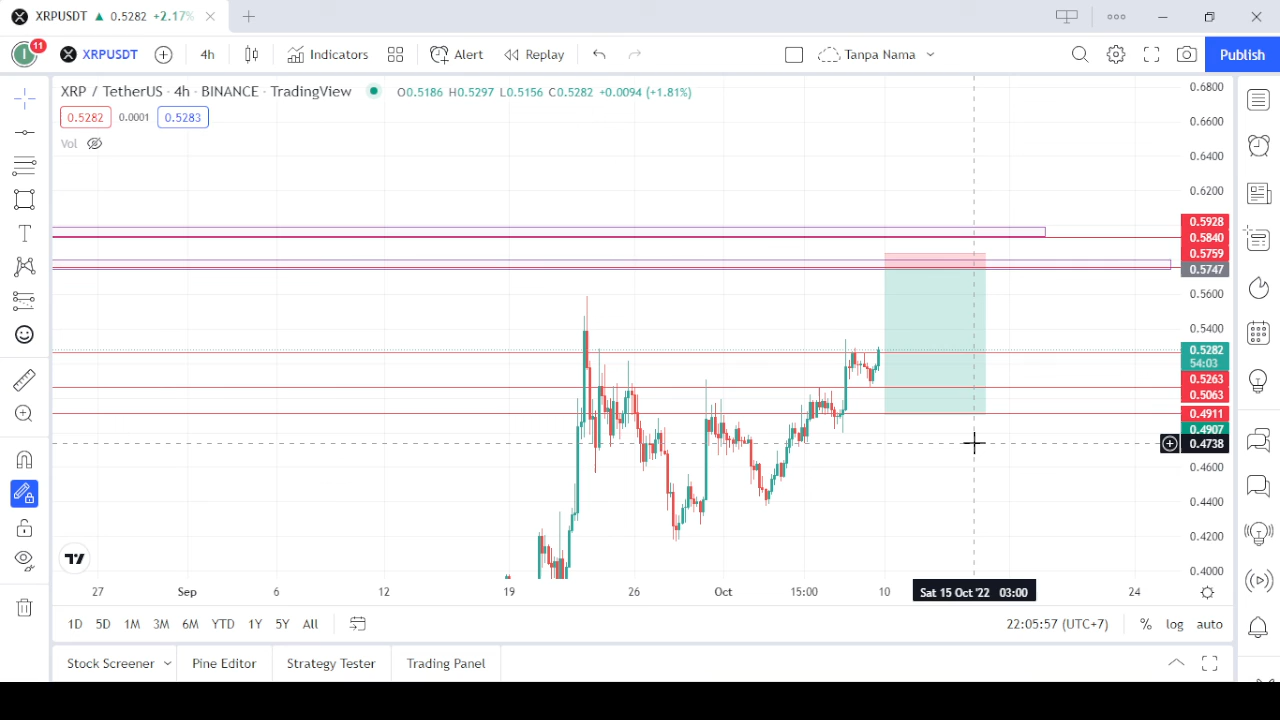 XRPUSDT ▲ 0.5282 +2.17%
11
I
XRPUSDT 4h Indicators Alert Replay Tanpa Nama Publish
XRP / TetherUS · 4h · BINANCE · TradingView O0.5186 H0.5297 L0.5156 C0.5282 +0.0094 (+1.81%)
0.5282 0.0001 0.5283
Vol
0.6800
0.6600
0.6400
0.6200
0.5928
0.5840
0.5759
0.5747
0.5600
0.5400
0.5282
54:03
0.5263
0.5063
0.4911
0.4907
0.4738
0.4600
0.4400
0.4200
0.4000
27 Sep 6 12 19 26 Oct 15:00 10 Sat 15 Oct '22 03:00 24
1D 5D 1M 3M 6M YTD 1Y 5Y All 22:05:57 (UTC+7) % log auto
Stock Screener Pine Editor Strategy Tester Trading Panel